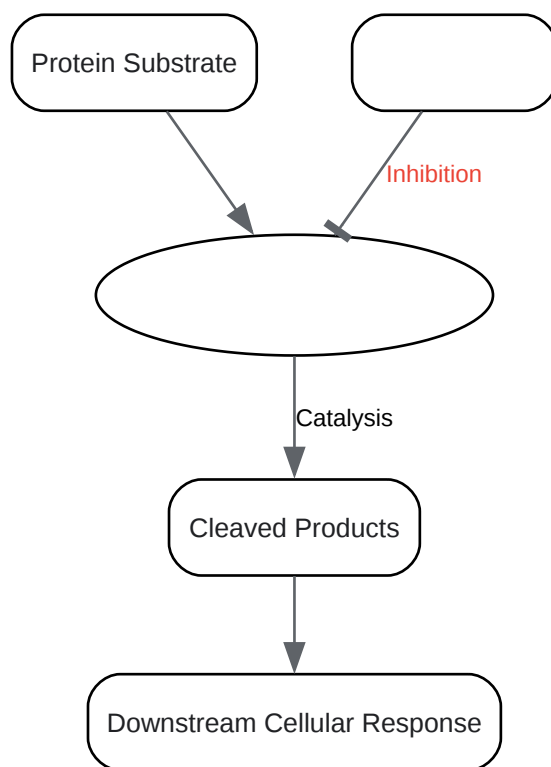 Protein Substrate
Inhibition
Catalysis
Cleaved Products
Downstream Cellular Response